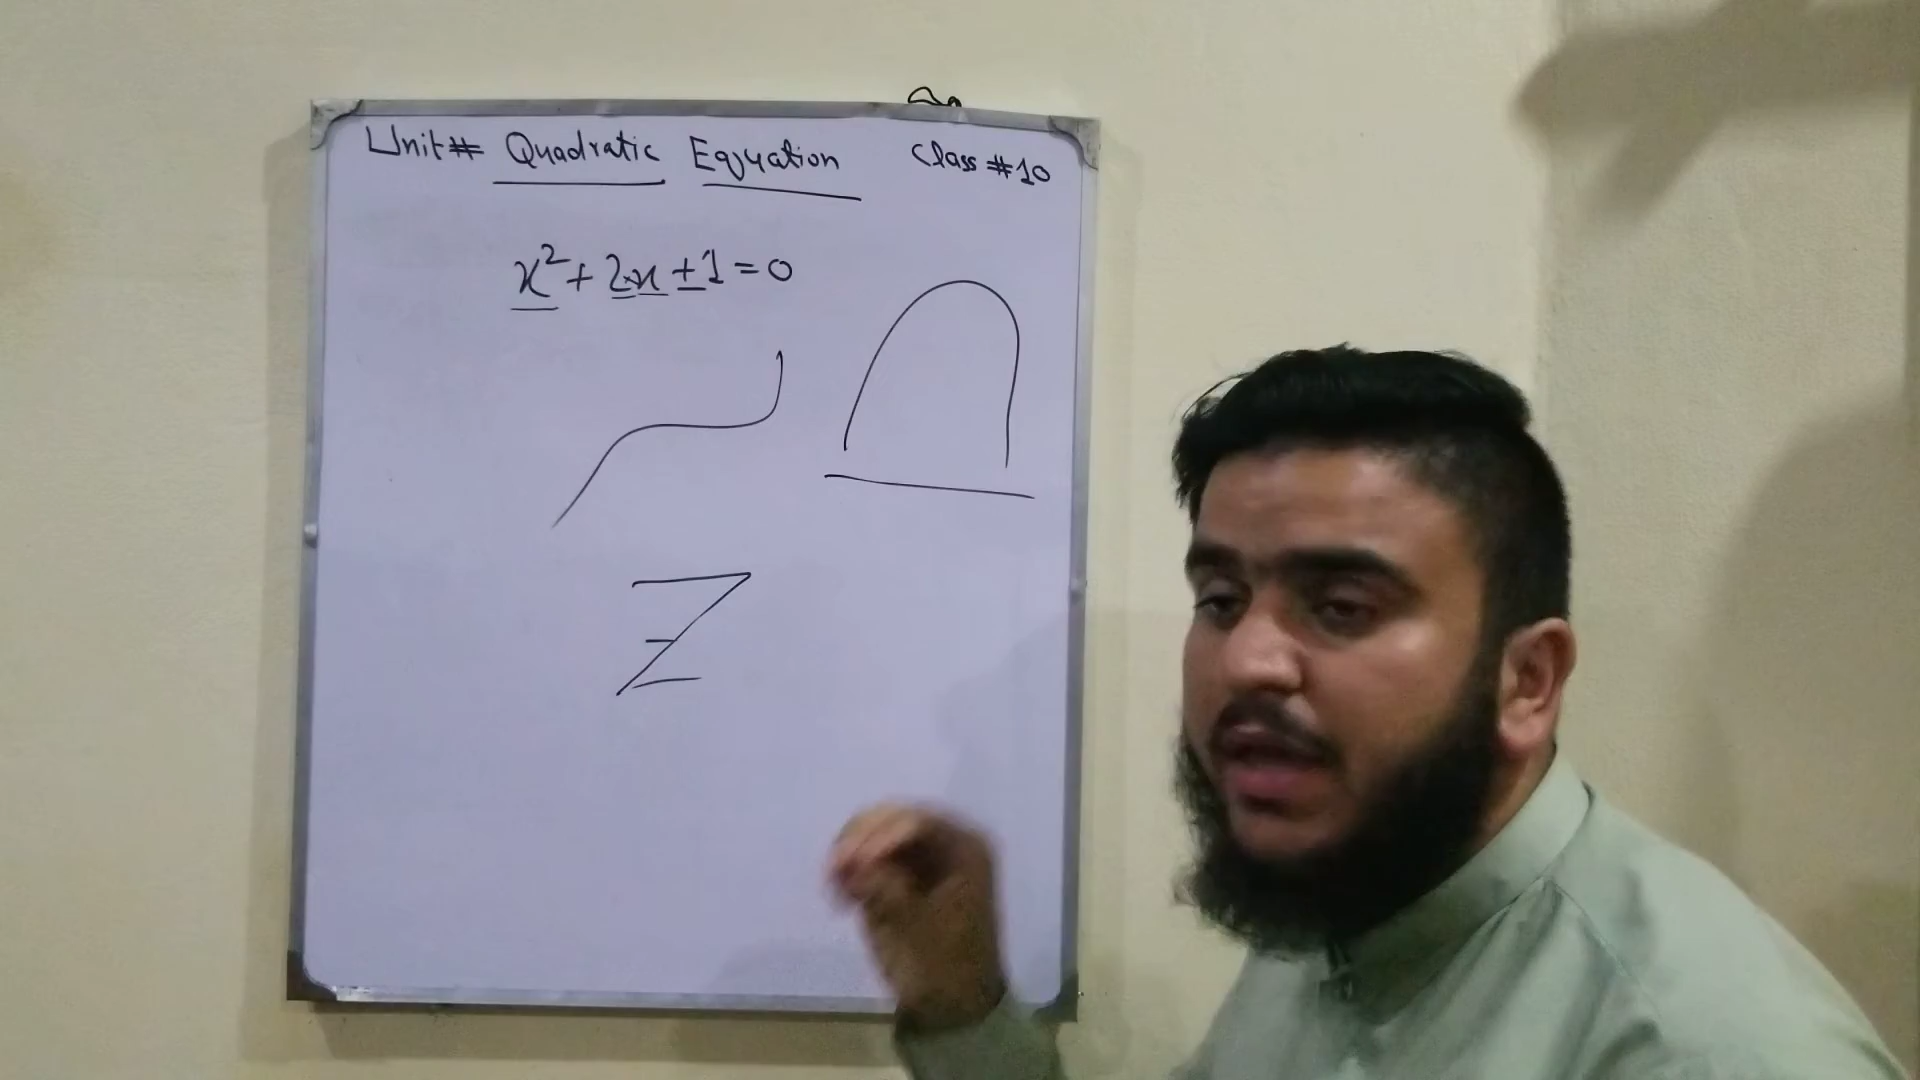 Unit# Quadratic Equation Class #10
x² + 2x + 1 = 0
Z